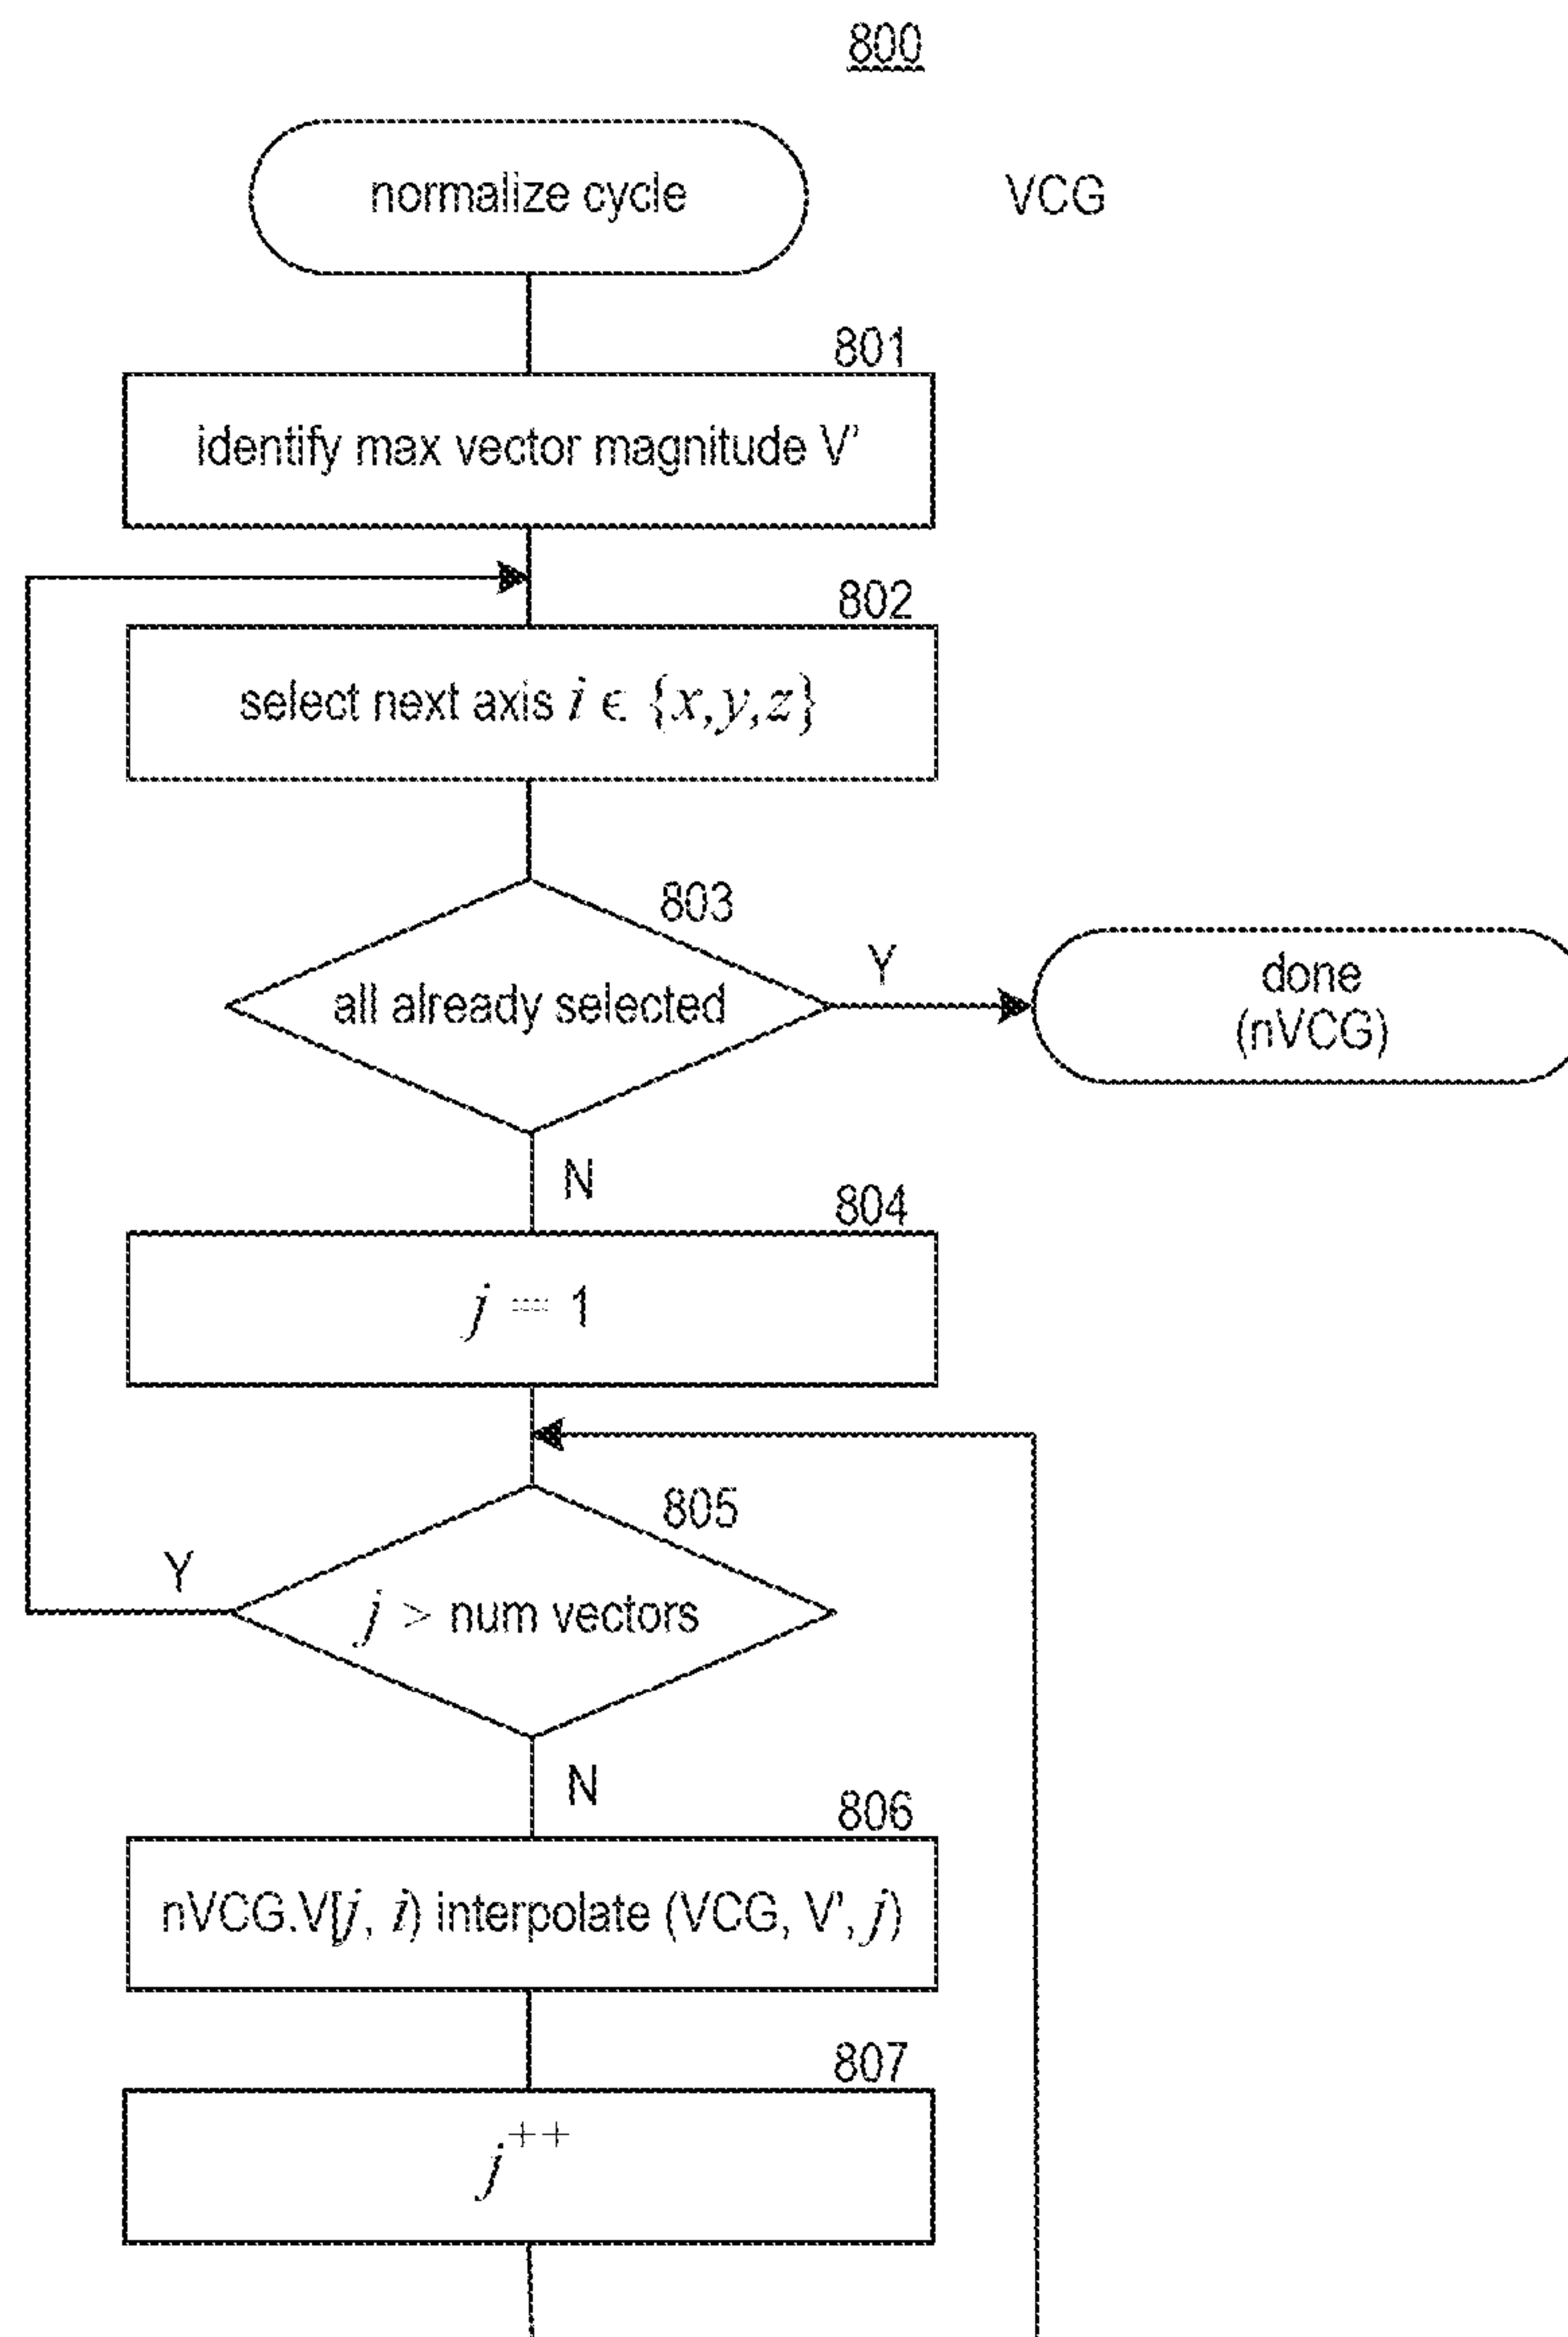 800
normalize cycle
VCG
801
identify max vector magnitude V'
802
select next axis i ϵ {x,y,z}
803
all already selected
Y
done
(nVCG)
N
804
j = 1
805
Y
j > num vectors
N
806
nVCG.V[j, i) interpolate (VCG, V', j)
807
j++